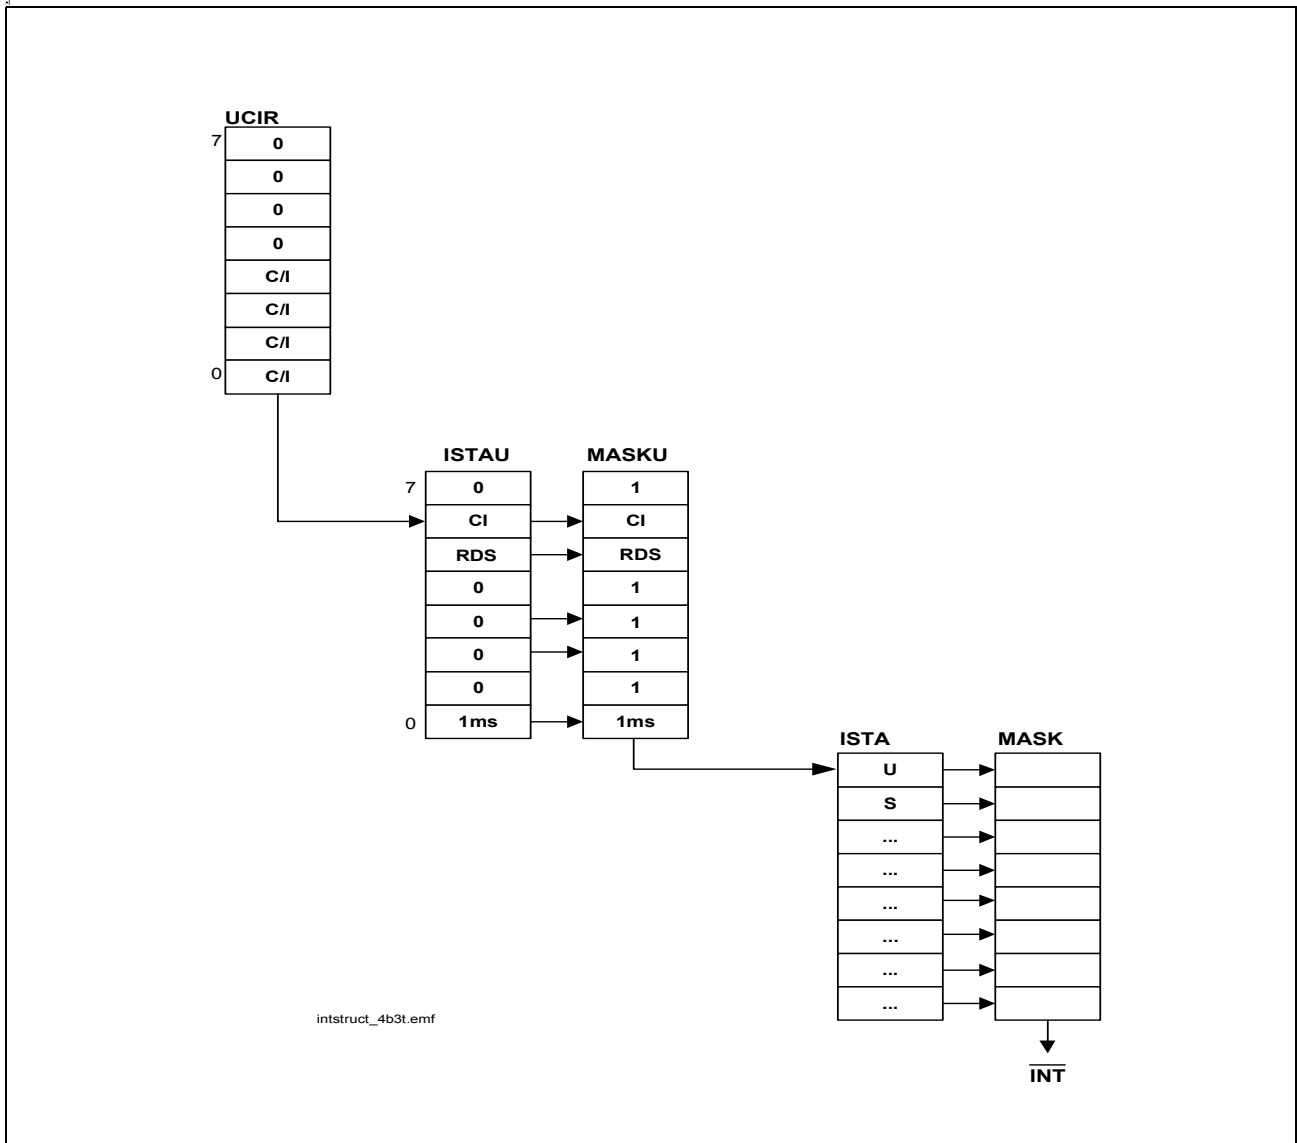 UCIR
7 0
0
0
0
C/I
C/I
C/I
0 C/I
ISTAU MASKU
7 0 1
CI CI
RDS RDS
0 1
0 1
0 1
0 1
0 1ms 1ms
ISTA MASK
U
S
...
...
...
...
...
...
intstruct_4b3t.emf
INT